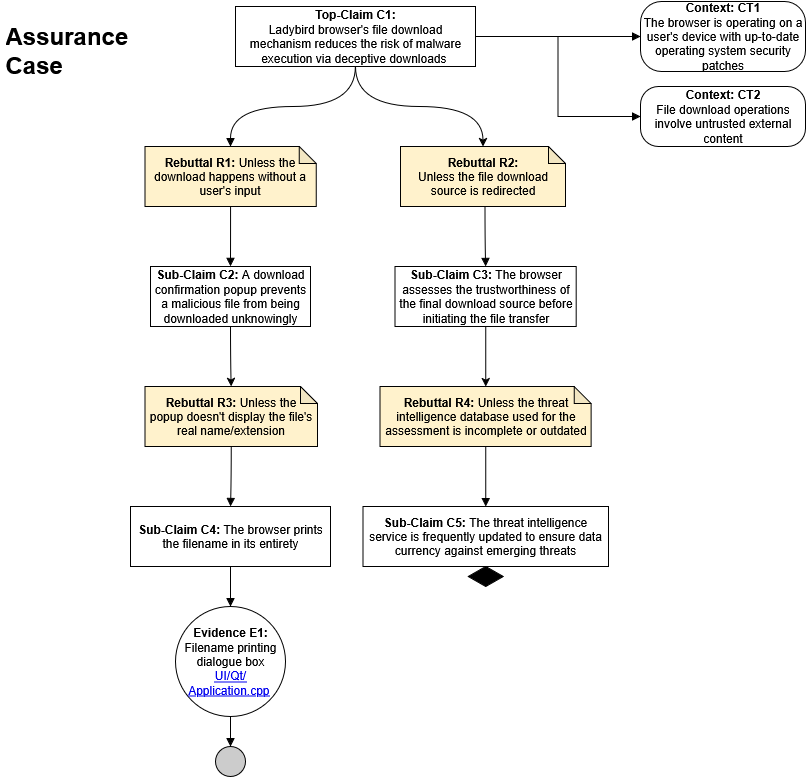 Assurance
Case
Top-Claim C1:
Ladybird browser's file download
mechanism reduces the risk of malware
execution via deceptive downloads
Context: CT1
The browser is operating on a
user's device with up-to-date
operating system security
patches
Context: CT2
File download operations
involve untrusted external
content
Rebuttal R1: Unless the
download happens without a
user's input
Rebuttal R2:
Unless the file download
source is redirected
Sub-Claim C2: A download
confirmation popup prevents
a malicious file from being
downloaded unknowingly
Sub-Claim C3: The browser
assesses the trustworthiness of
the final download source before
initiating the file transfer
Rebuttal R3: Unless the
popup doesn't display the file's
real name/extension
Rebuttal R4: Unless the threat
intelligence database used for the
assessment is incomplete or outdated
Sub-Claim C4: The browser prints
the filename in its entirety
Sub-Claim C5: The threat intelligence
service is frequently updated to ensure data
currency against emerging threats
Evidence E1:
Filename printing
dialogue box
UI/Qt/
Application.cpp